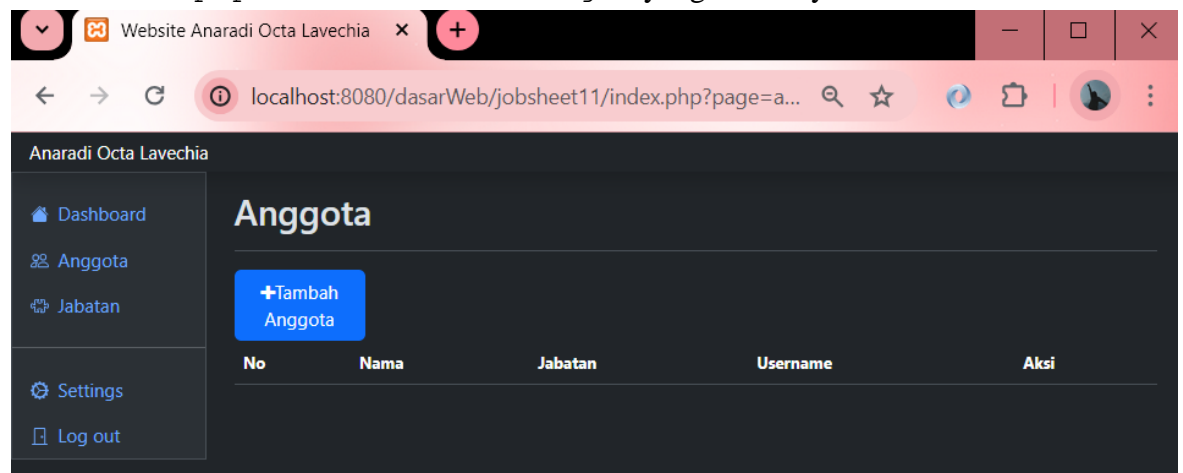 Website Anaradi Octa Lavechia
localhost:8080/dasarWeb/jobsheet11/index.php?page=a...
Anaradi Octa Lavechia
Dashboard
Anggota
Jabatan
Settings
Log out
Anggota
+Tambah
Anggota
No Nama Jabatan Username Aksi